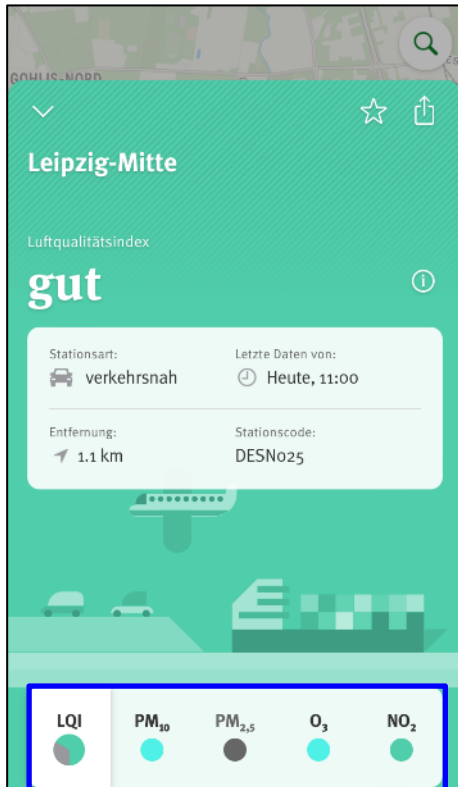 GOHLIS-NORD
Leipzig-Mitte
Luftqualitätsindex
gut
Stationsart:
verkehrsnah
Letzte Daten von:
Heute, 11:00
Entfernung:
1.1 km
Stationscode:
DESN025
LQI PM₁₀ PM₂,₅ O₃ NO₂